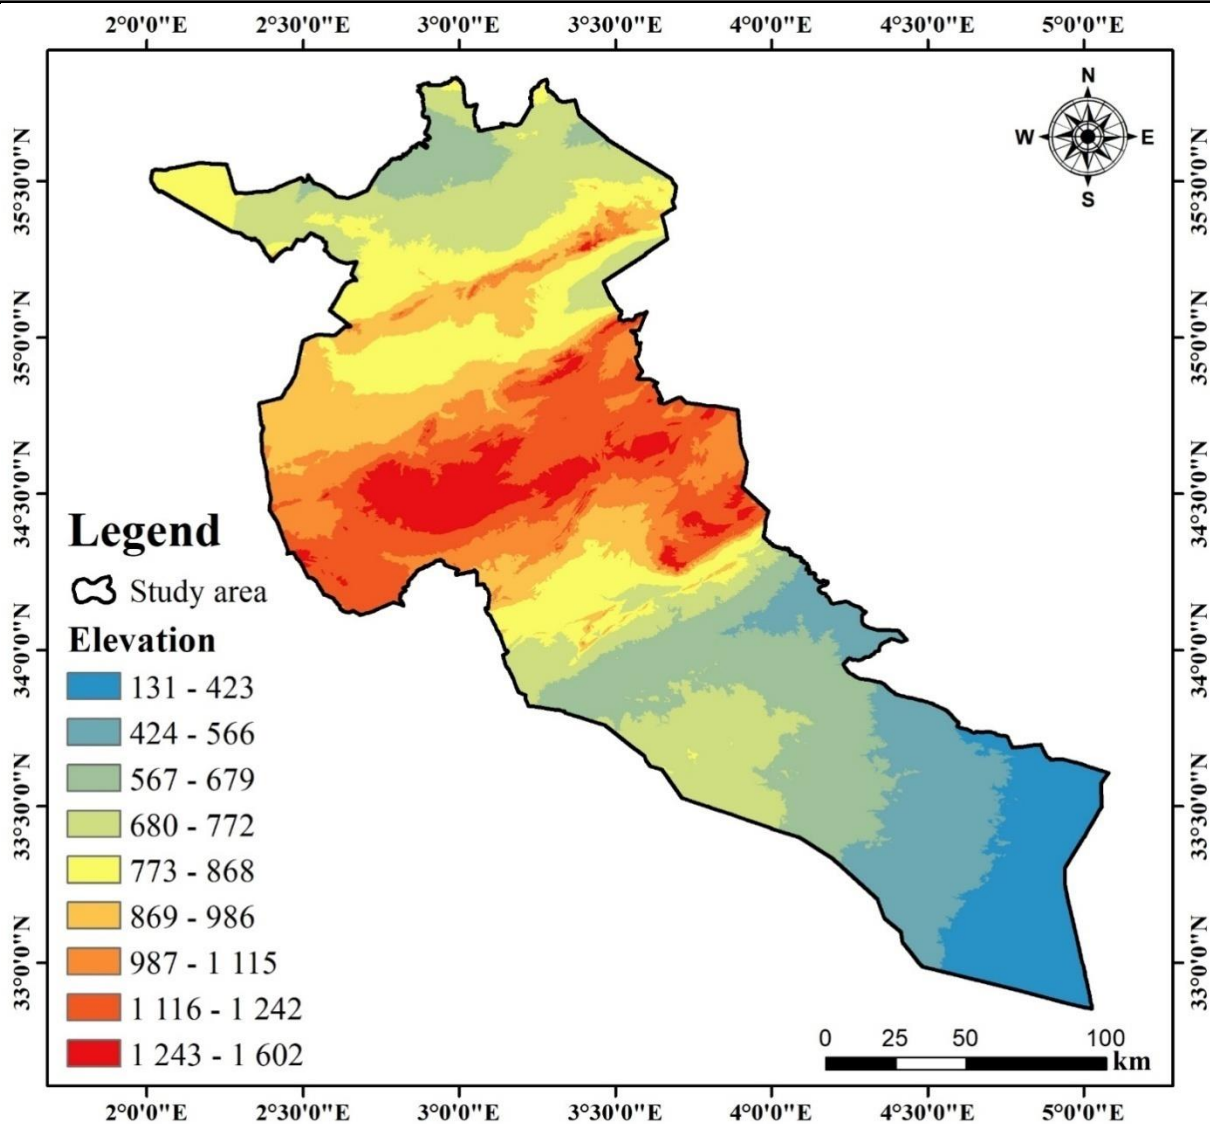 2°0'0"E 2°30'0"E 3°0'0"E 3°30'0"E 4°0'0"E 4°30'0"E 5°0'0"E
N
W E
S
35°30'0"N 35°30'0"N
35°0'0"N 35°0'0"N
34°30'0"N 34°30'0"N
Legend
Study area
Elevation
34°0'0"N 34°0'0"N
131 - 423
424 - 566
567 - 679
33°30'0"N 33°30'0"N
680 - 772
773 - 868
869 - 986
33°0'0"N 33°0'0"N
987 - 1 115
1 116 - 1 242
1 243 - 1 602
0 25 50 100
km
2°0'0"E 2°30'0"E 3°0'0"E 3°30'0"E 4°0'0"E 4°30'0"E 5°0'0"E